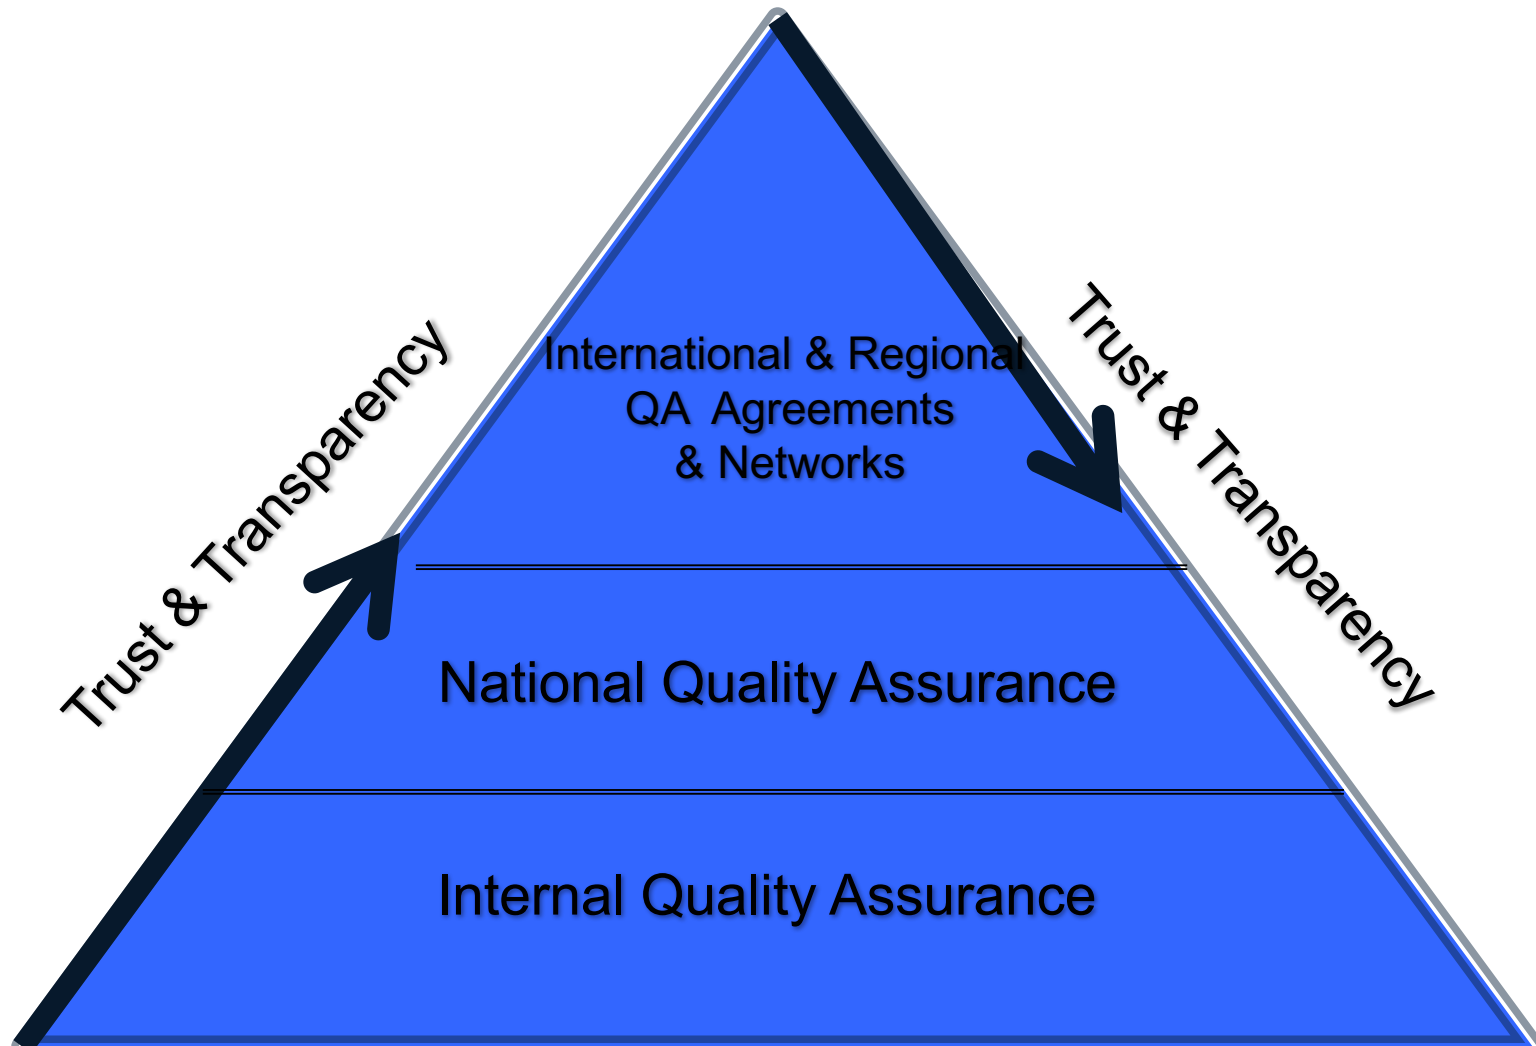 Trust & Transparency
Trust & Transparency
International & Regional
QA  Agreements
& Networks
National Quality Assurance
Internal Quality Assurance